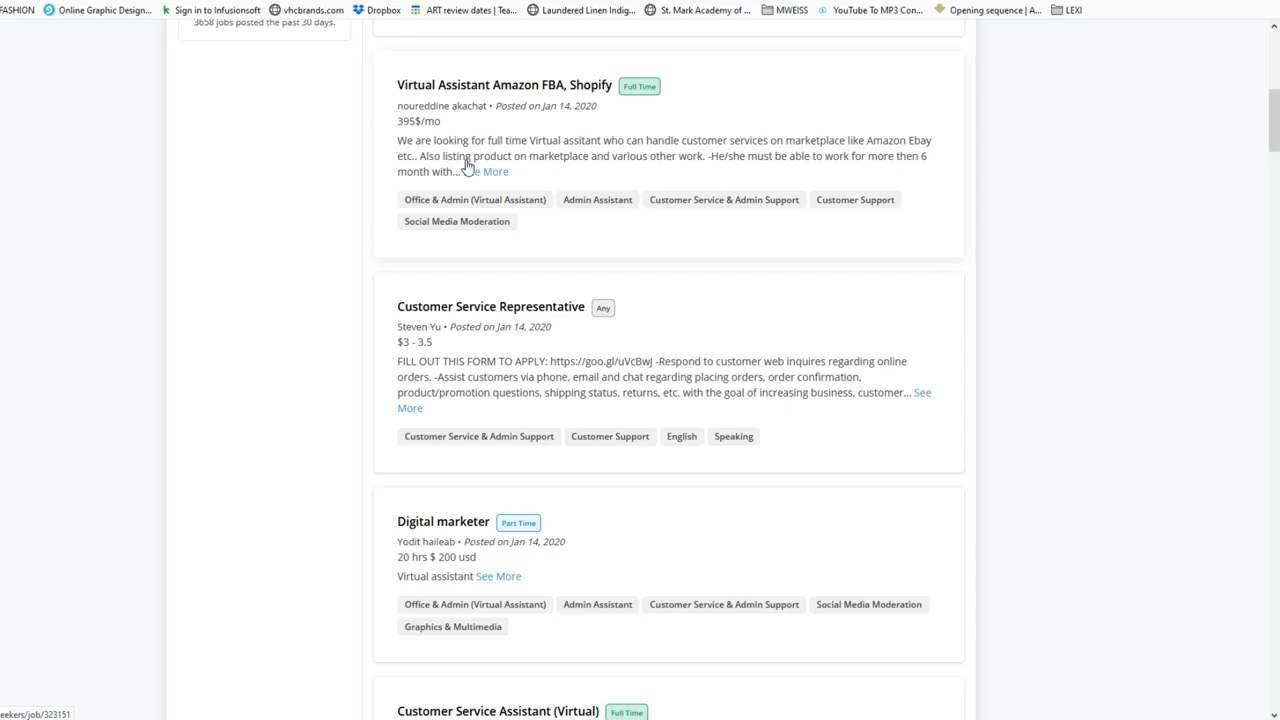 FASHION Online Graphic Design... Sign in to Infusionsoft vhcbrands.com Dropbox ART review dates | Tea... Laundered Linen Indig... St. Mark Academy of ... MWEISS YouTube To MP3 Con... Opening sequence | A... LEXI
3658 jobs posted the past 30 days.
Virtual Assistant Amazon FBA, Shopify Full Time
noureddine akachat • Posted on Jan 14, 2020
395$/mo
We are looking for full time Virtual assitant who can handle customer services on marketplace like Amazon Ebay
etc.. Also listing product on marketplace and various other work. -He/she must be able to work for more then 6
month with... e More
Office & Admin (Virtual Assistant) Admin Assistant Customer Service & Admin Support Customer Support
Social Media Moderation
Customer Service Representative Any
Steven Yu • Posted on Jan 14, 2020
$3 - 3.5
FILL OUT THIS FORM TO APPLY: https://goo.gl/uVcBwJ -Respond to customer web inquires regarding online
orders. -Assist customers via phone, email and chat regarding placing orders, order confirmation,
product/promotion questions, shipping status, returns, etc. with the goal of increasing business, customer... See
More
Customer Service & Admin Support Customer Support English Speaking
Digital marketer Part Time
Yodit haileab • Posted on Jan 14, 2020
20 hrs $ 200 usd
Virtual assistant See More
Office & Admin (Virtual Assistant) Admin Assistant Customer Service & Admin Support Social Media Moderation
Graphics & Multimedia
Customer Service Assistant (Virtual) Full Time
eekers/job/323151